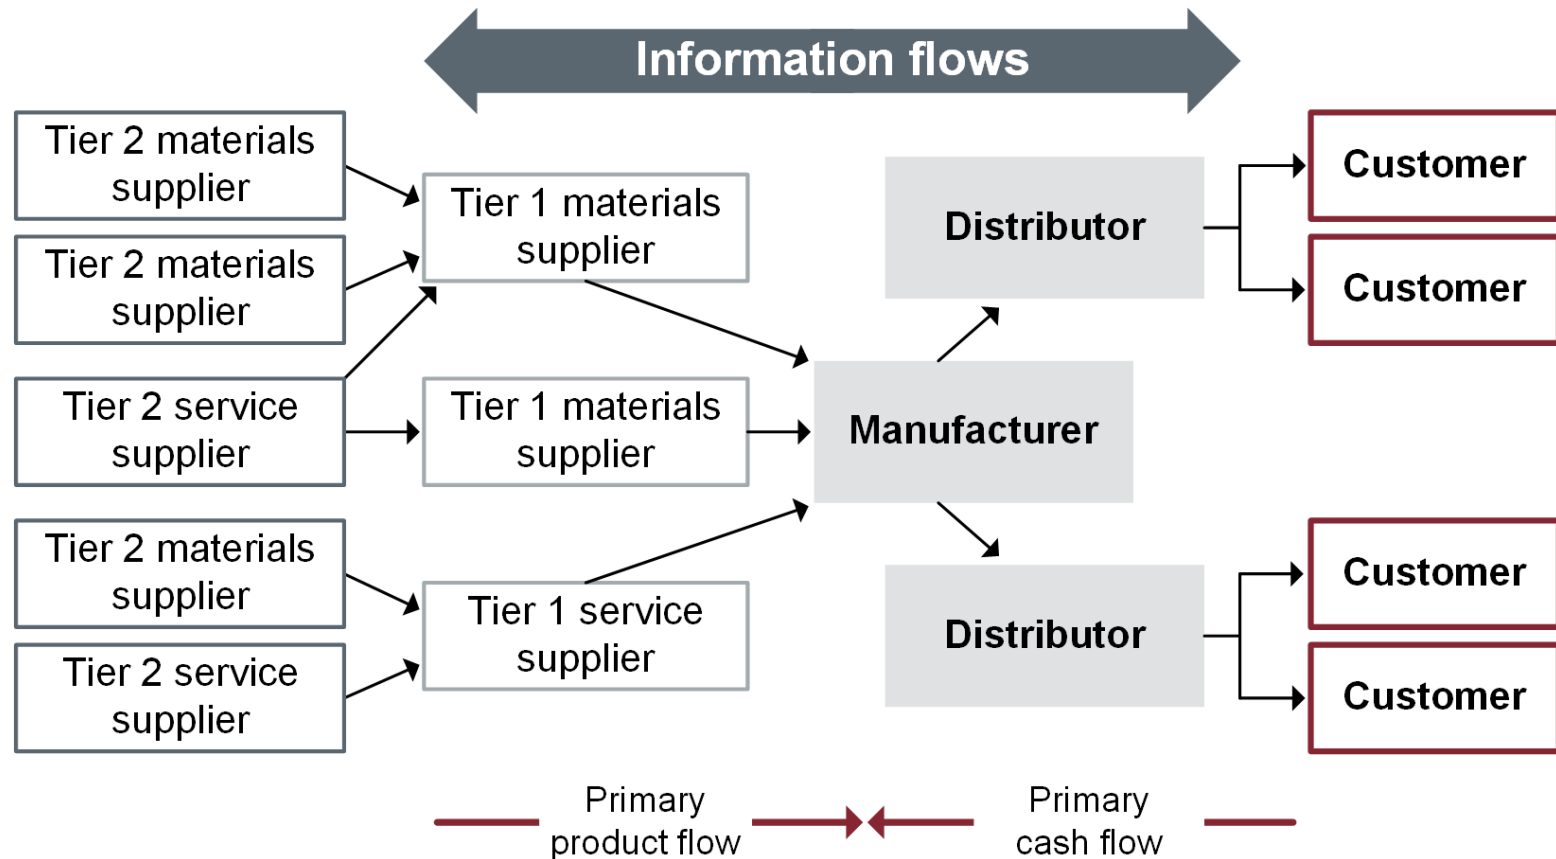 Information flows
Tier 2 materials
supplier
Tier 2 materials
supplier
Tier 2 service
supplier
Tier 2 materials
supplier
Tier 2 service
supplier
Tier 1 materials
supplier
Tier 1 materials
supplier
Tier 1 service
supplier
Manufacturer
Distributor
Distributor
Customer
Customer
Customer
Customer
Primary
product flow
Primary
cash flow